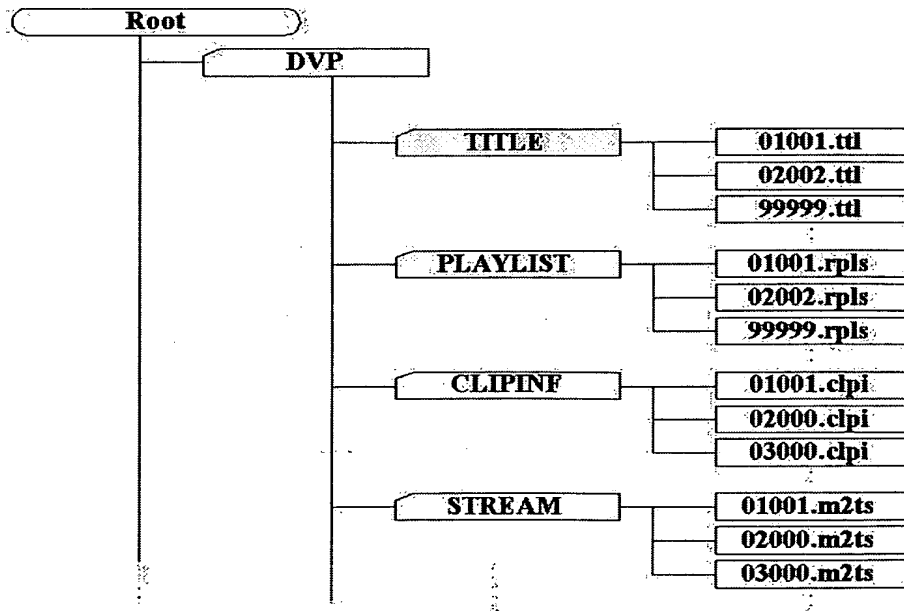 Root
DVP
TITLE
01001.ttl
02002.ttl
99999.ttl
PLAYLIST
01001.rpls
02002.rpls
99999.rpls
CLIPINF
01001.clpi
02000.clpi
03000.clpi
STREAM
01001.m2ts
02000.m2ts
03000.m2ts